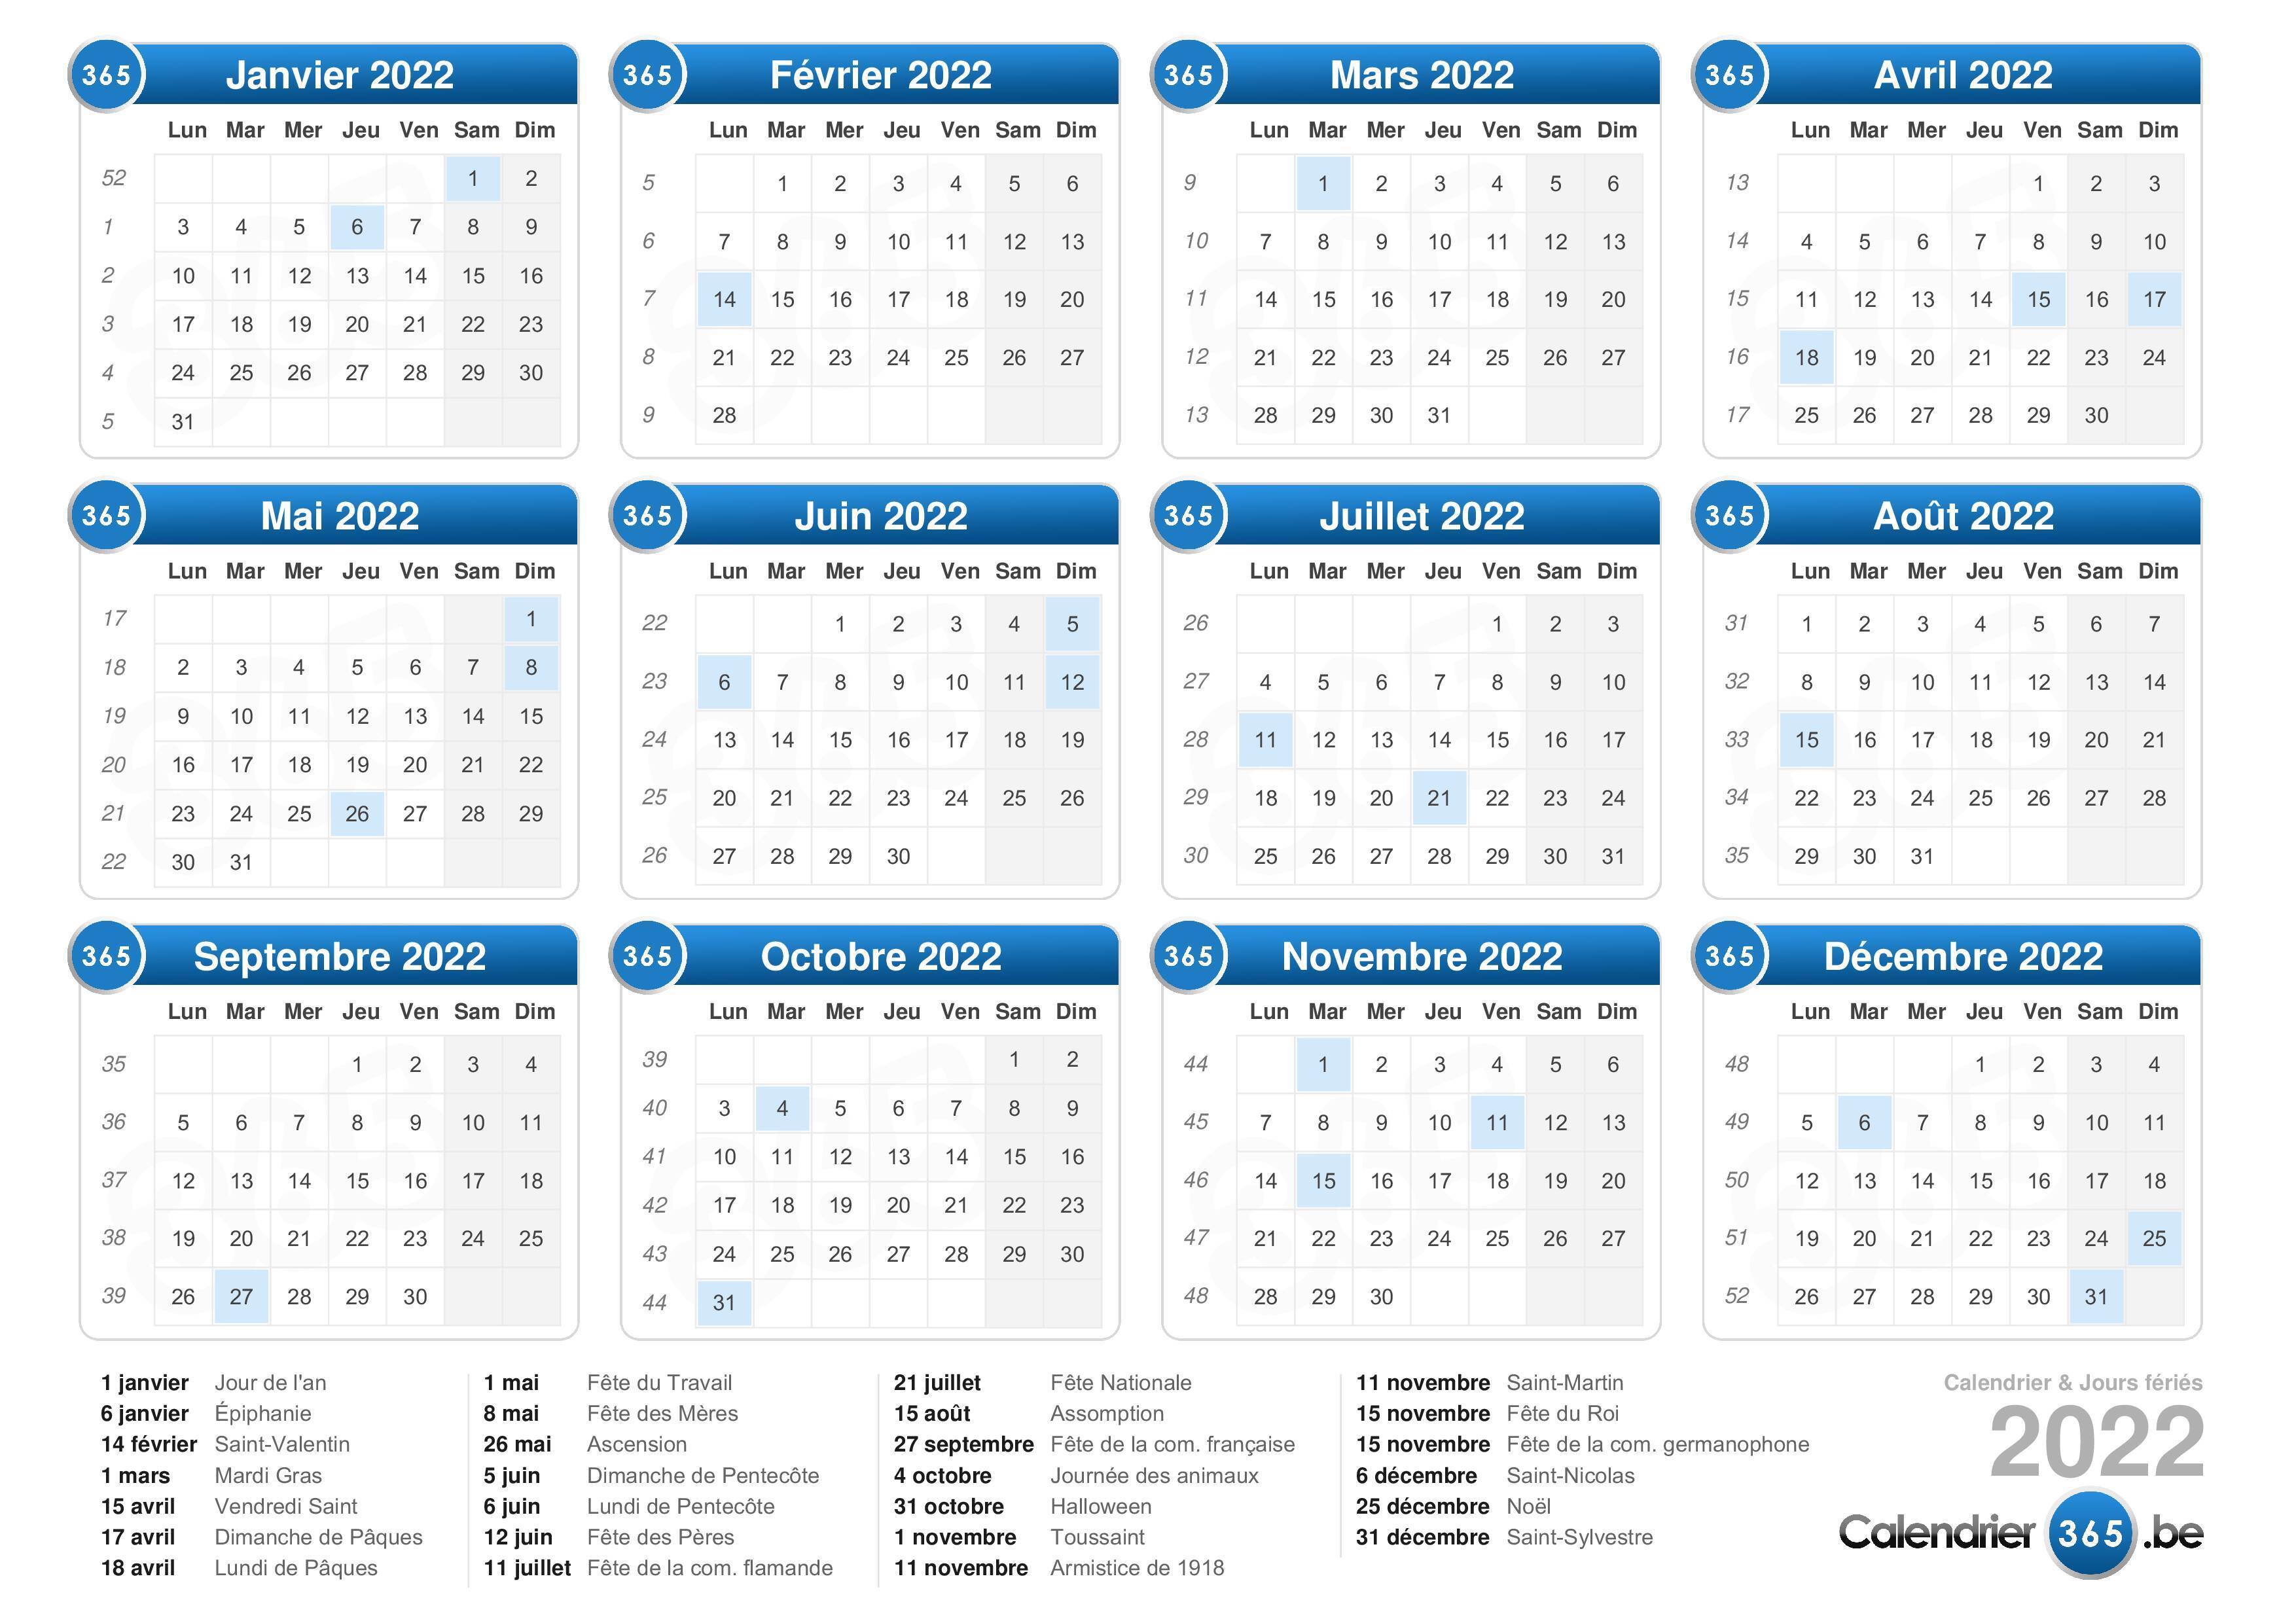 365 Janvier 2022
Lun Mar Mer Jeu Ven Sam Dim
52 1 2
1 3 4 5 6 7 8 9
2 10 11 12 13 14 15 16
3 17 18 19 20 21 22 23
4 24 25 26 27 28 29 30
5 31
365 Février 2022
Lun Mar Mer Jeu Ven Sam Dim
5 1 2 3 4 5 6
6 7 8 9 10 11 12 13
7 14 15 16 17 18 19 20
8 21 22 23 24 25 26 27
9 28
365 Mars 2022
Lun Mar Mer Jeu Ven Sam Dim
9 1 2 3 4 5 6
10 7 8 9 10 11 12 13
11 14 15 16 17 18 19 20
12 21 22 23 24 25 26 27
13 28 29 30 31
365 Avril 2022
Lun Mar Mer Jeu Ven Sam Dim
13 1 2 3
14 4 5 6 7 8 9 10
15 11 12 13 14 15 16 17
16 18 19 20 21 22 23 24
17 25 26 27 28 29 30
365 Mai 2022
Lun Mar Mer Jeu Ven Sam Dim
17 1
18 2 3 4 5 6 7 8
19 9 10 11 12 13 14 15
20 16 17 18 19 20 21 22
21 23 24 25 26 27 28 29
22 30 31
365 Juin 2022
Lun Mar Mer Jeu Ven Sam Dim
22 1 2 3 4 5
23 6 7 8 9 10 11 12
24 13 14 15 16 17 18 19
25 20 21 22 23 24 25 26
26 27 28 29 30
365 Juillet 2022
Lun Mar Mer Jeu Ven Sam Dim
26 1 2 3
27 4 5 6 7 8 9 10
28 11 12 13 14 15 16 17
29 18 19 20 21 22 23 24
30 25 26 27 28 29 30 31
365 Août 2022
Lun Mar Mer Jeu Ven Sam Dim
31 1 2 3 4 5 6 7
32 8 9 10 11 12 13 14
33 15 16 17 18 19 20 21
34 22 23 24 25 26 27 28
35 29 30 31
365 Septembre 2022
Lun Mar Mer Jeu Ven Sam Dim
35 1 2 3 4
36 5 6 7 8 9 10 11
37 12 13 14 15 16 17 18
38 19 20 21 22 23 24 25
39 26 27 28 29 30
365 Octobre 2022
Lun Mar Mer Jeu Ven Sam Dim
39 1 2
40 3 4 5 6 7 8 9
41 10 11 12 13 14 15 16
42 17 18 19 20 21 22 23
43 24 25 26 27 28 29 30
44 31
365 Novembre 2022
Lun Mar Mer Jeu Ven Sam Dim
44 1 2 3 4 5 6
45 7 8 9 10 11 12 13
46 14 15 16 17 18 19 20
47 21 22 23 24 25 26 27
48 28 29 30
365 Décembre 2022
Lun Mar Mer Jeu Ven Sam Dim
48 1 2 3 4
49 5 6 7 8 9 10 11
50 12 13 14 15 16 17 18
51 19 20 21 22 23 24 25
52 26 27 28 29 30 31
1 janvier Jour de l'an
6 janvier Épiphanie
14 février Saint-Valentin
1 mars Mardi Gras
15 avril Vendredi Saint
17 avril Dimanche de Pâques
18 avril Lundi de Pâques
1 mai Fête du Travail
8 mai Fête des Mères
26 mai Ascension
5 juin Dimanche de Pentecôte
6 juin Lundi de Pentecôte
12 juin Fête des Pères
11 juillet Fête de la com. flamande
21 juillet Fête Nationale
15 août Assomption
27 septembre Fête de la com. française
4 octobre Journée des animaux
31 octobre Halloween
1 novembre Toussaint
11 novembre Armistice de 1918
11 novembre Saint-Martin
15 novembre Fête du Roi
15 novembre Fête de la com. germanophone
6 décembre Saint-Nicolas
25 décembre Noël
31 décembre Saint-Sylvestre
Calendrier & Jours fériés
2022
Calendrier 365 .be